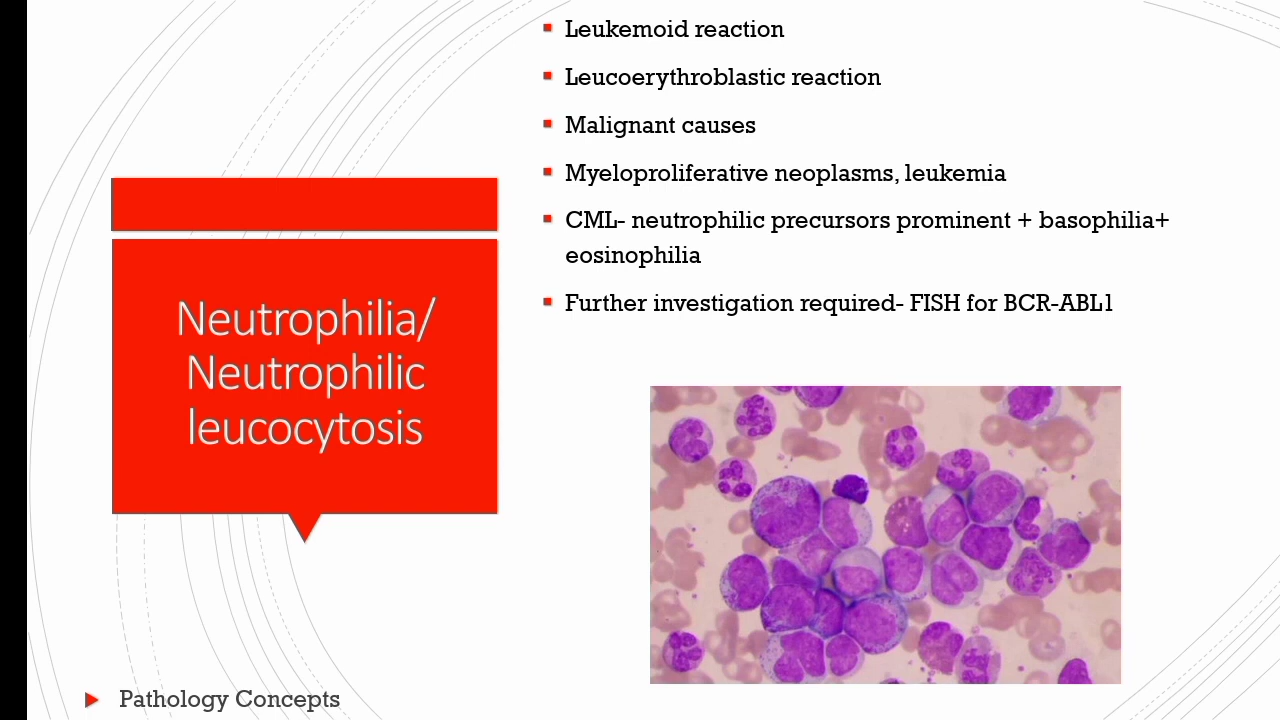 Leukemoid reaction
Leucoerythroblastic reaction
Malignant causes
Myeloproliferative neoplasms, leukemia
CML- neutrophilic precursors prominent + basophilia+
eosinophilia
Further investigation required- FISH for BCR-ABL1
Neutrophilia/
Neutrophilic
leucocytosis
Pathology Concepts